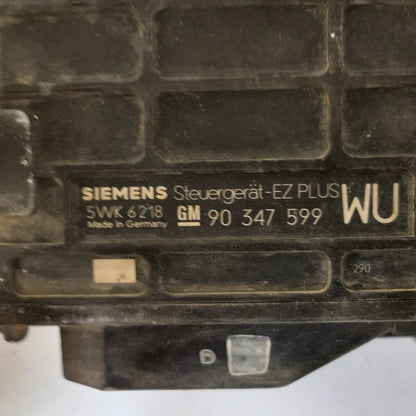 SIEMENS Steuergerät-EZ PLUS WU
5WK 6218 GM 90 347 599
Made in Germany
290
D